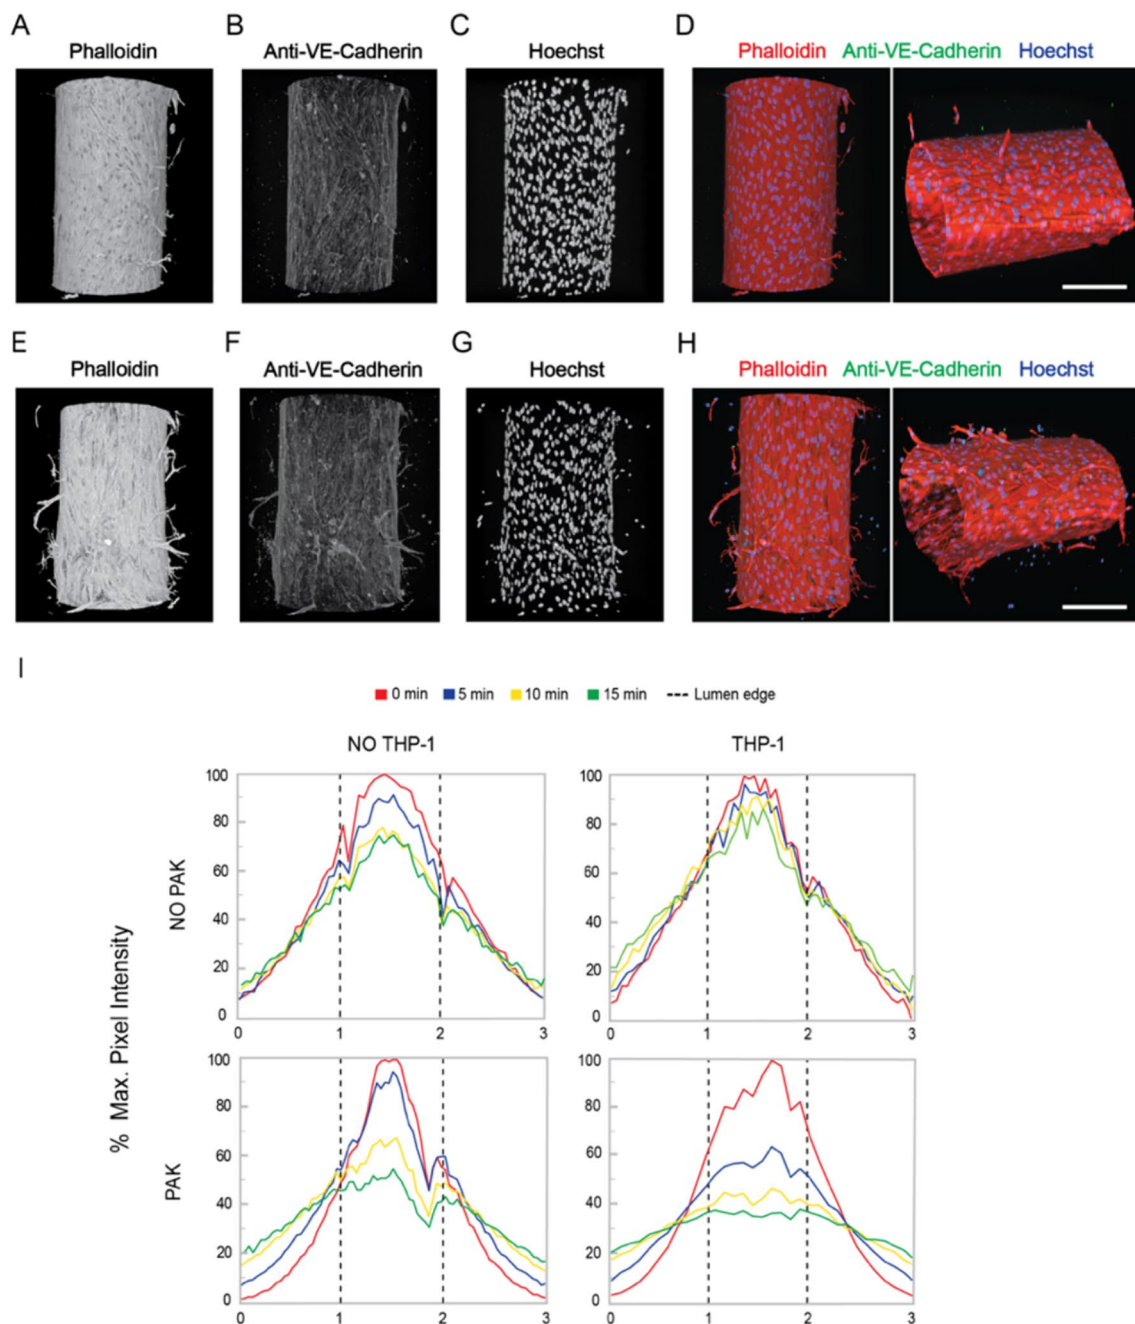 A B C D
Phalloidin Anti-VE-Cadherin Hoechst Phalloidin Anti-VE-Cadherin Hoechst
E F G H
Phalloidin Anti-VE-Cadherin Hoechst Phalloidin Anti-VE-Cadherin Hoechst
I
0 min 5 min 10 min 15 min Lumen edge
NO THP-1 THP-1
% Max. Pixel Intensity
NO PAK
100 100
80 80
60 60
40 40
20 20
0 0
0 1 2 3 0 1 2 3
PAK
100 100
80 80
60 60
40 40
20 20
0 0
0 1 2 3 0 1 2 3